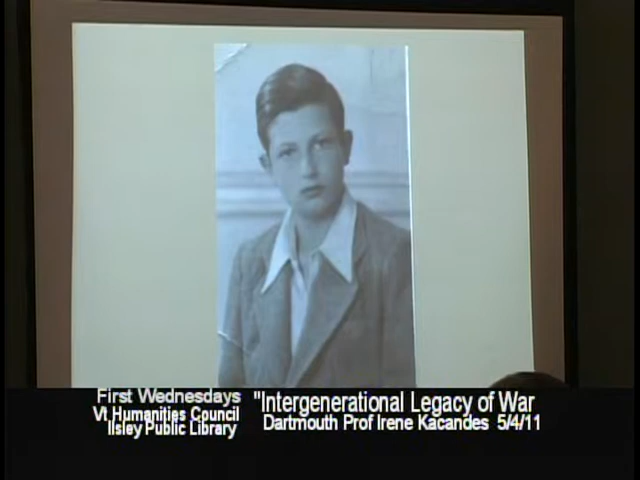 First Wednesdays
Vt Humanities Council
Ilsley Public Library
"Intergenerational Legacy of War
Dartmouth Prof Irene Kacandes 5/4/11